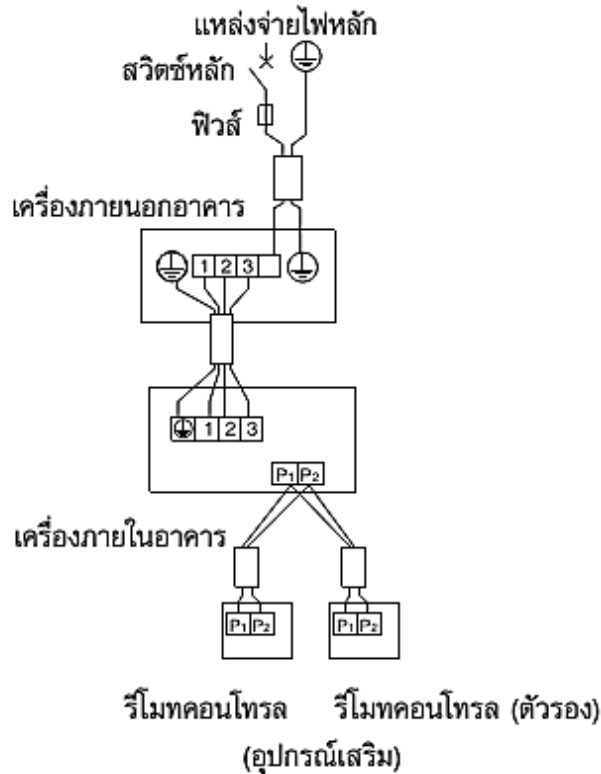 แหล่งจ่ายไฟหลัก
สวิตซ์หลัก
ฟิวส์
เครื่องภายนอกอาคาร
1 2 3
1 2 3
P1 P2
เครื่องภายในอาคาร
P1 P2 P1 P2
รีโมทคอนโทรล รีโมทคอนโทรล (ตัวรอง)
(อุปกรณ์เสริม)